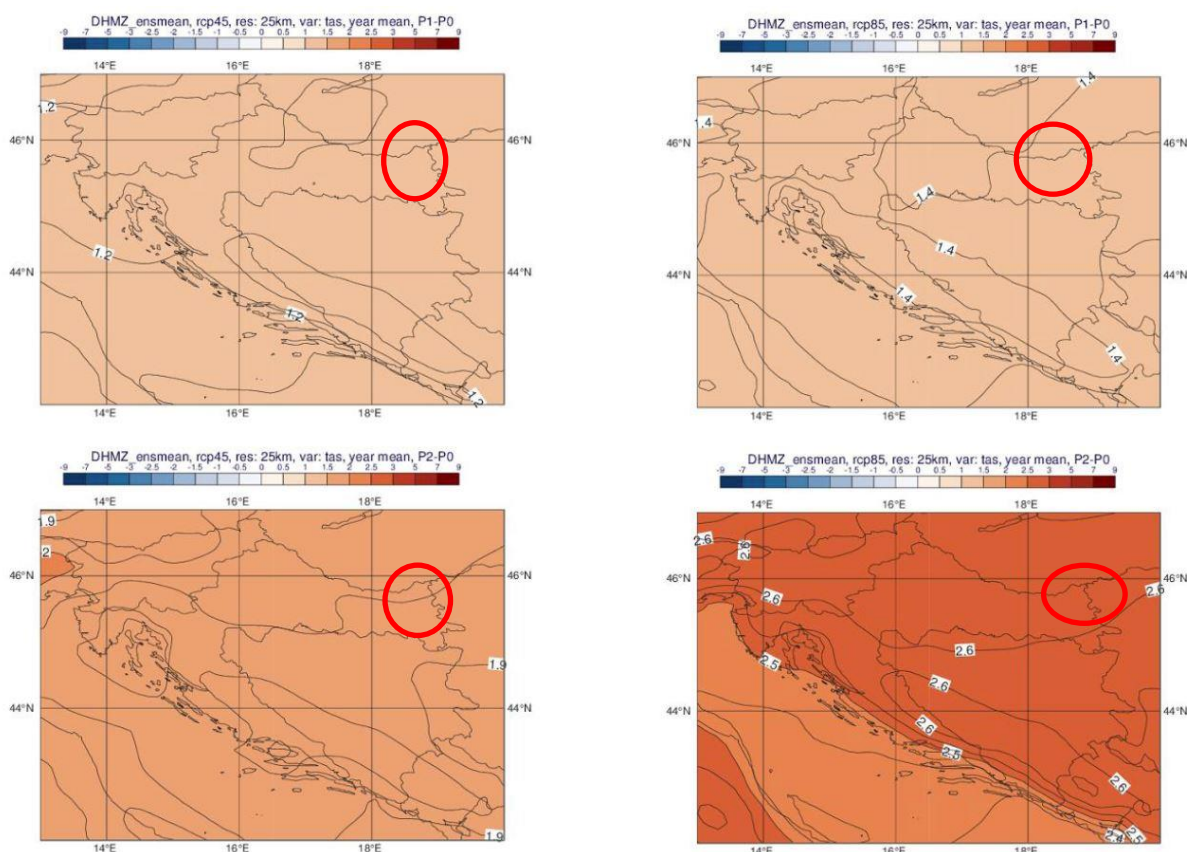 DHMZ_ensmean, rcp45, res: 25km, var: tas, year mean, P1-P0
-9 -7 -5 -3 -2.5 -2 -1.5 -1 -0.5 0 0.5 1 1.5 2 2.5 3 5 7 9
14°E 16°E 18°E
1.2
46°N
1.2
44°N
1.2
1.2
14°E 16°E 18°E
DHMZ_ensmean, rcp85, res: 25km, var: tas, year mean, P1-P0
-9 -7 -5 -3 -2.5 -2 -1.5 -1 -0.5 0 0.5 1 1.5 2 2.5 3 5 7 9
14°E 16°E 18°E
1.4
1.4
46°N
1.4
1.4
44°N
1.4
1.4
14°E 16°E 18°E
DHMZ_ensmean, rcp45, res: 25km, var: tas, year mean, P2-P0
-9 -7 -5 -3 -2.5 -2 -1.5 -1 -0.5 0 0.5 1 1.5 2 2.5 3 5 7 9
14°E 16°E 18°E
1.9
2
46°N
1.9
44°N
1.9
14°E 16°E 18°E
DHMZ_ensmean, rcp85, res: 25km, var: tas, year mean, P2-P0
-9 -7 -5 -3 -2.5 -2 -1.5 -1 -0.5 0 0.5 1 1.5 2 2.5 3 5 7 9
14°E 16°E 18°E
2.6
2.6
46°N
2.6
2.6
2.6
2.5
2.6
44°N
2.6
2.5
2.6
2.5
2.4
14°E 16°E 18°E